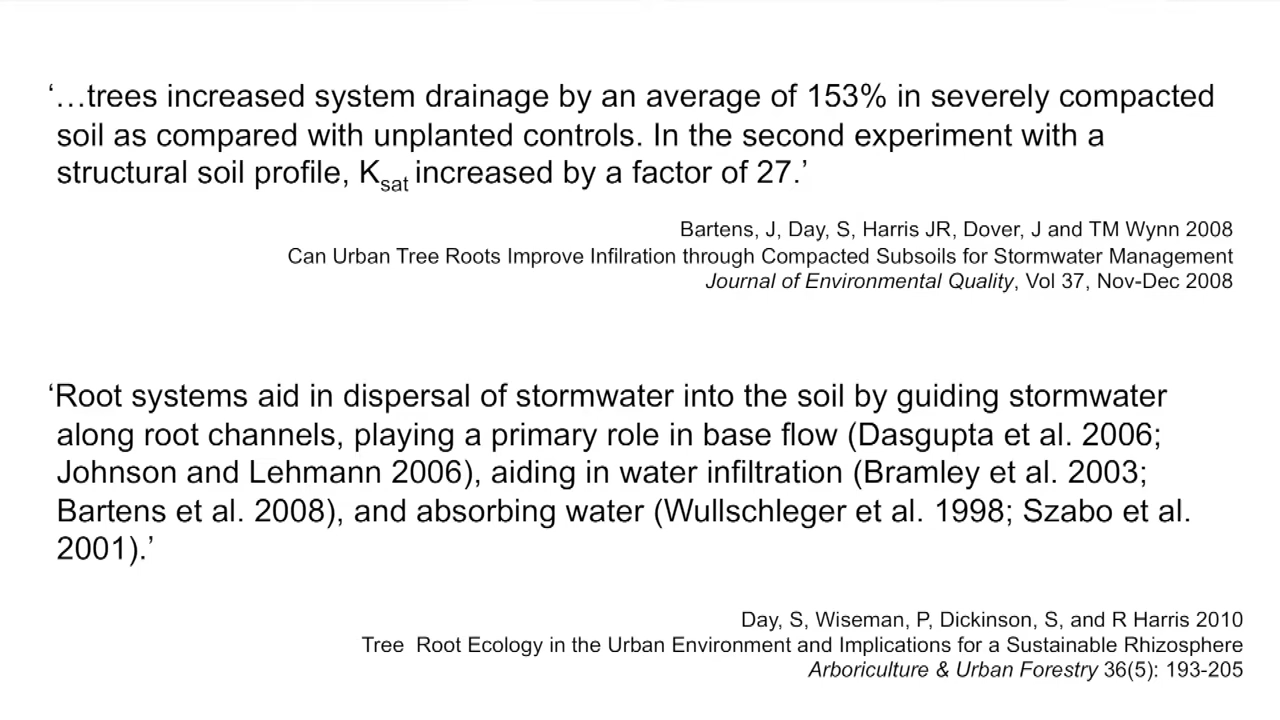 ‘…trees increased system drainage by an average of 153% in severely compacted
soil as compared with unplanted controls. In the second experiment with a
structural soil profile, Ksat increased by a factor of 27.’
Bartens, J, Day, S, Harris JR, Dover, J and TM Wynn 2008
Can Urban Tree Roots Improve Infilration through Compacted Subsoils for Stormwater Management
Journal of Environmental Quality, Vol 37, Nov-Dec 2008
‘Root systems aid in dispersal of stormwater into the soil by guiding stormwater
along root channels, playing a primary role in base flow (Dasgupta et al. 2006;
Johnson and Lehmann 2006), aiding in water infiltration (Bramley et al. 2003;
Bartens et al. 2008), and absorbing water (Wullschleger et al. 1998; Szabo et al.
2001).’
Day, S, Wiseman, P, Dickinson, S, and R Harris 2010
Tree  Root Ecology in the Urban Environment and Implications for a Sustainable Rhizosphere
Arboriculture & Urban Forestry 36(5): 193-205